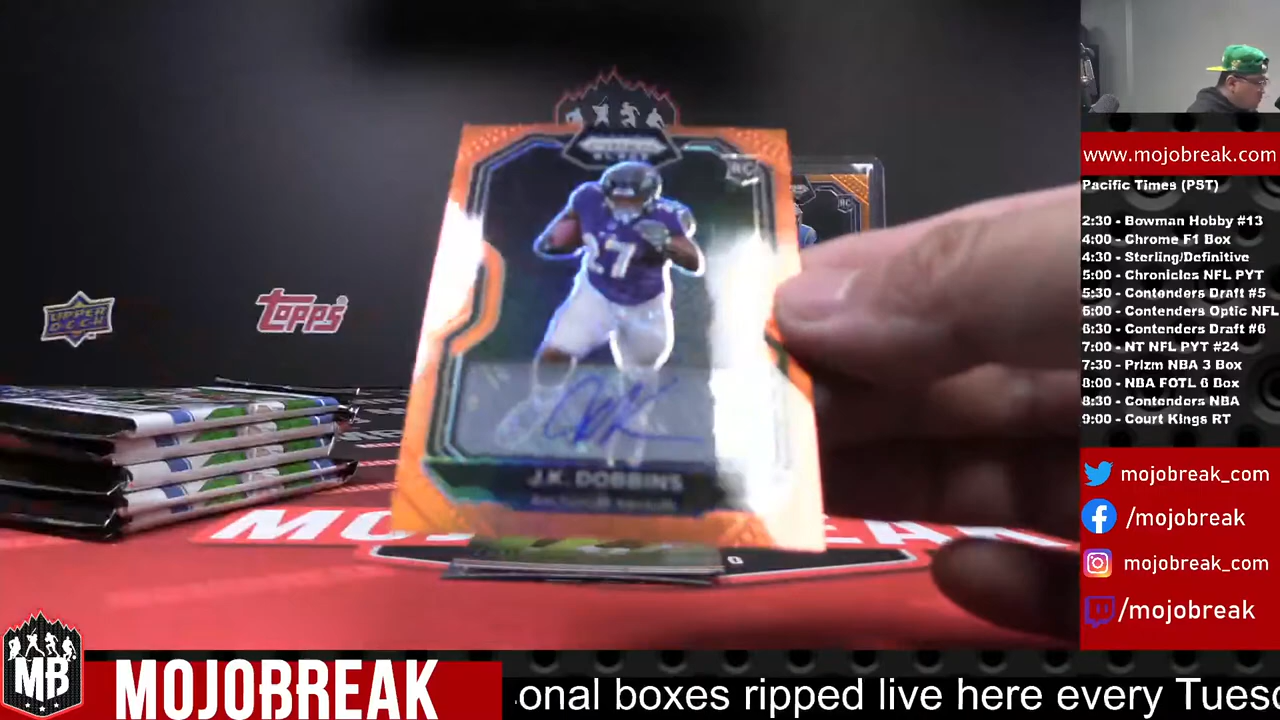 www.mojobreak.com
Pacific Times (PST)
2:30 - Bowman Hobby #13
4:00 - Chrome F1 Box
4:30 - Sterling/Definitive
5:00 - Chronicles NFL PYT
5:30 - Contenders Draft #5
6:00 - Contenders Optic NFL
6:30 - Contenders Draft #6
7:00 - NT NFL PYT #24
7:30 - Prizm NBA 3 Box
8:00 - NBA FOTL 6 Box
8:30 - Contenders NBA
9:00 - Court Kings RT
mojobreak_com
/mojobreak
mojobreak_com
/mojobreak
UPPER
DECK
Topps
RC
RC
27
J.K. DOBBINS
MB
MOJOBREAK
onal boxes ripped live here every Tues